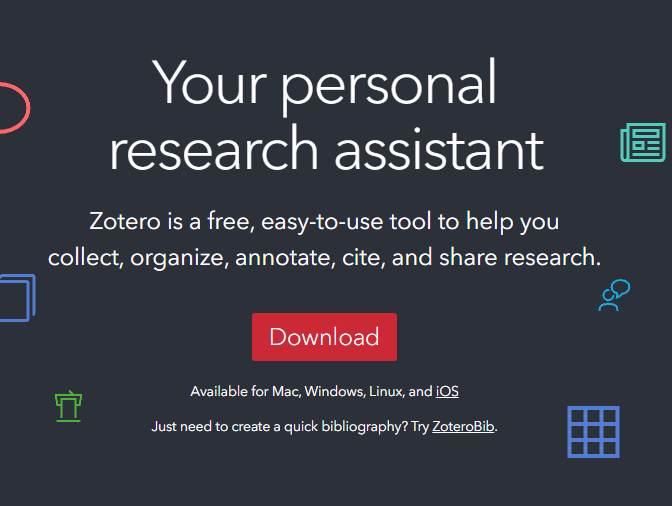 Your personal
research assistant
Zotero is a free, easy-to-use tool to help you
collect, organize, annotate, cite, and share research.
Download
Available for Mac, Windows, Linux, and iOS
Just need to create a quick bibliography? Try ZoteroBib.